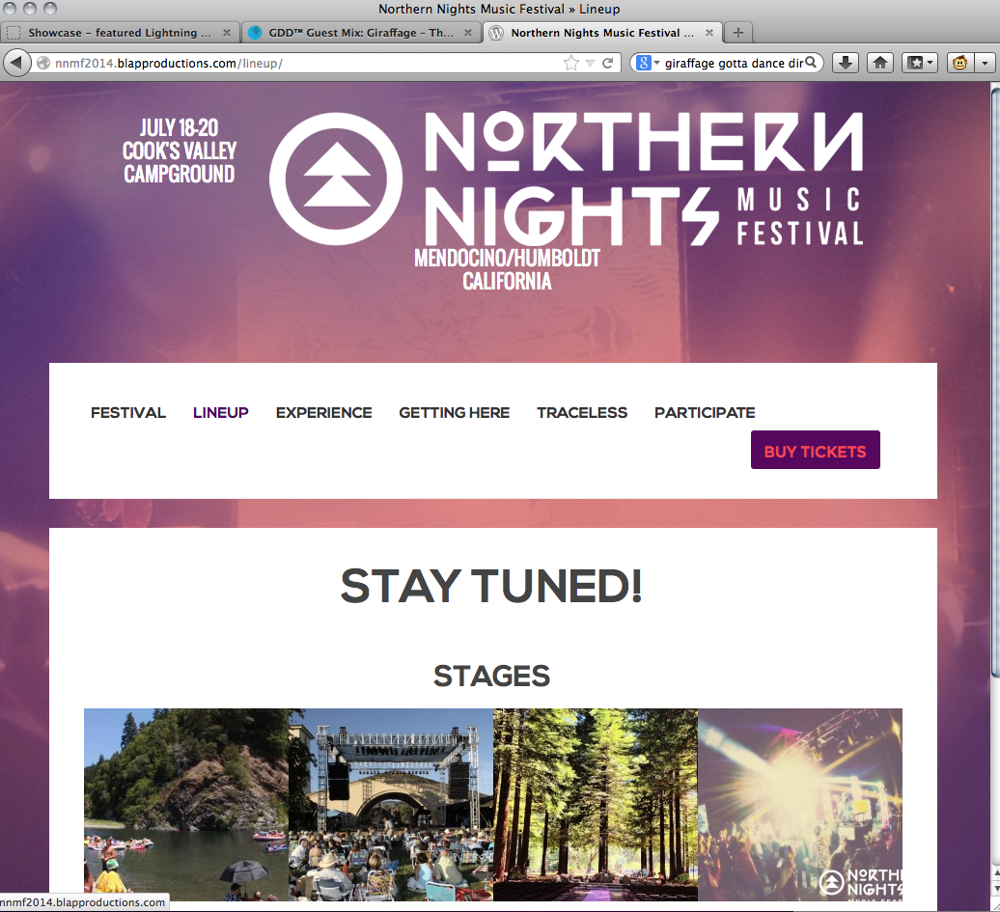 Northern Nights Music Festival » Lineup
Showcase – featured Lightning ...
GDD™ Guest Mix: Giraffage – Th...
Northern Nights Music Festival ...
nnmf2014.blapproductions.com/lineup/
giraffage gotta dance dir
JULY 18-20
COOK'S VALLEY
CAMPGROUND
NORTHERN
NIGHTS
MUSIC
FESTIVAL
MENDOCINO/HUMBOLDT
CALIFORNIA
FESTIVAL LINEUP EXPERIENCE GETTING HERE TRACELESS PARTICIPATE
BUY TICKETS
STAY TUNED!
STAGES
NORTHE
NIGHTS
MUSIC FEST
nnmf2014.blapproductions.com